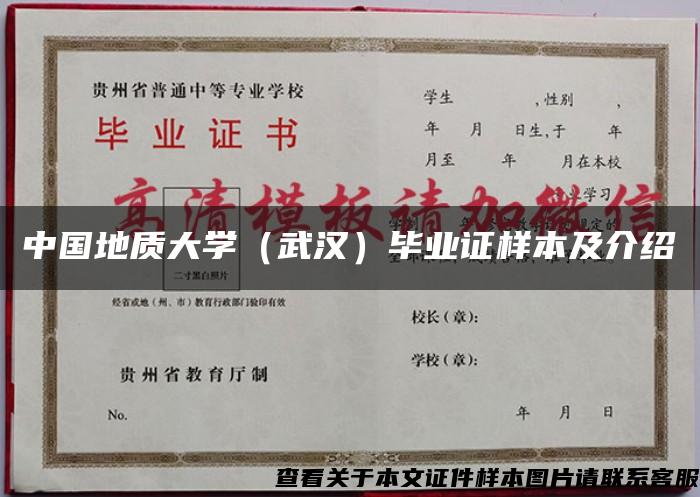 贵州省普通中等专业学校
毕业证书
二寸黑白照片
经省或地（州、市）教育行政部门验印有效
贵州省教育厅制
No.
学生 ,性别 ,
年 月 日生,于 年
月至 年 月在本校
学习
校长（章）：
学校（章）：
年 月 日
高清模板请加微信
中国地质大学（武汉）毕业证样本及介绍
查看关于本文证件样本图片请联系客服